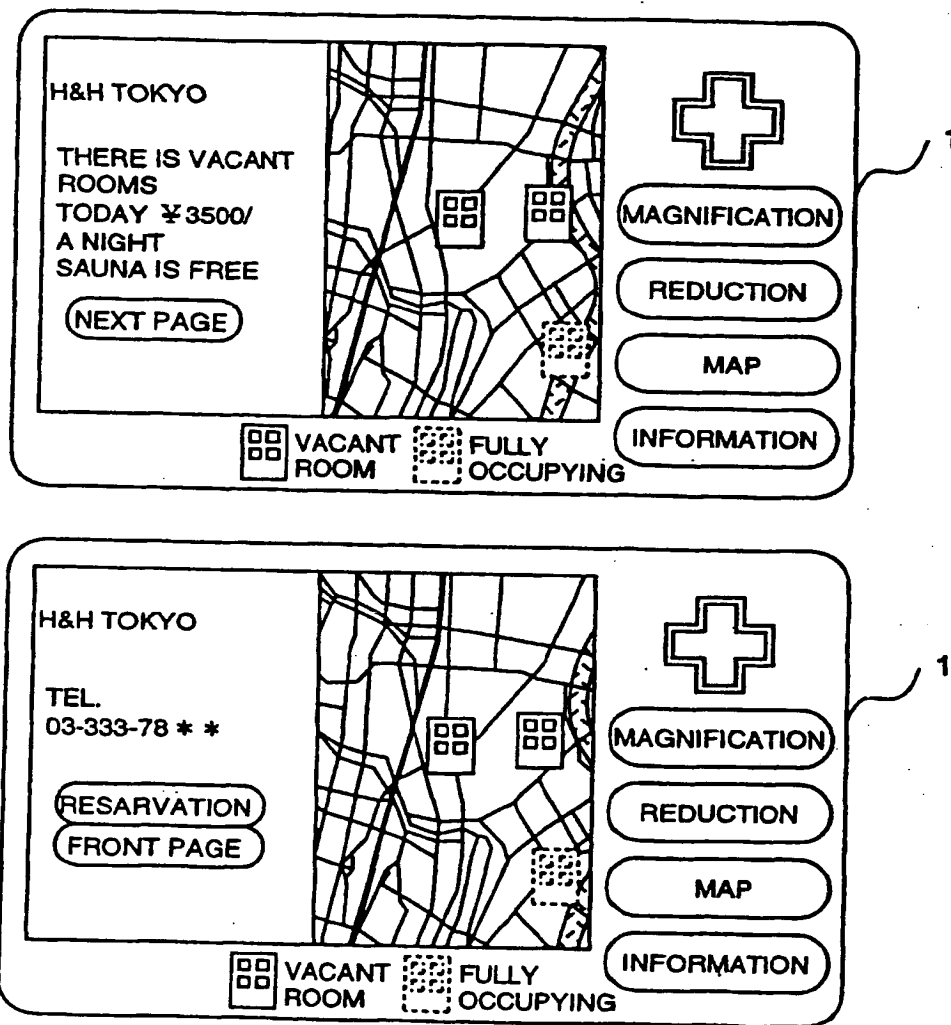 H&H TOKYO
THERE IS VACANT
ROOMS
TODAY ¥3500/
A NIGHT
SAUNA IS FREE
NEXT PAGE
MAGNIFICATION
REDUCTION
MAP
INFORMATION
VACANT
ROOM
FULLY
OCCUPYING
H&H TOKYO
TEL.
03-333-78 * *
RESARVATION
FRONT PAGE
MAGNIFICATION
REDUCTION
MAP
INFORMATION
VACANT
ROOM
FULLY
OCCUPYING
1